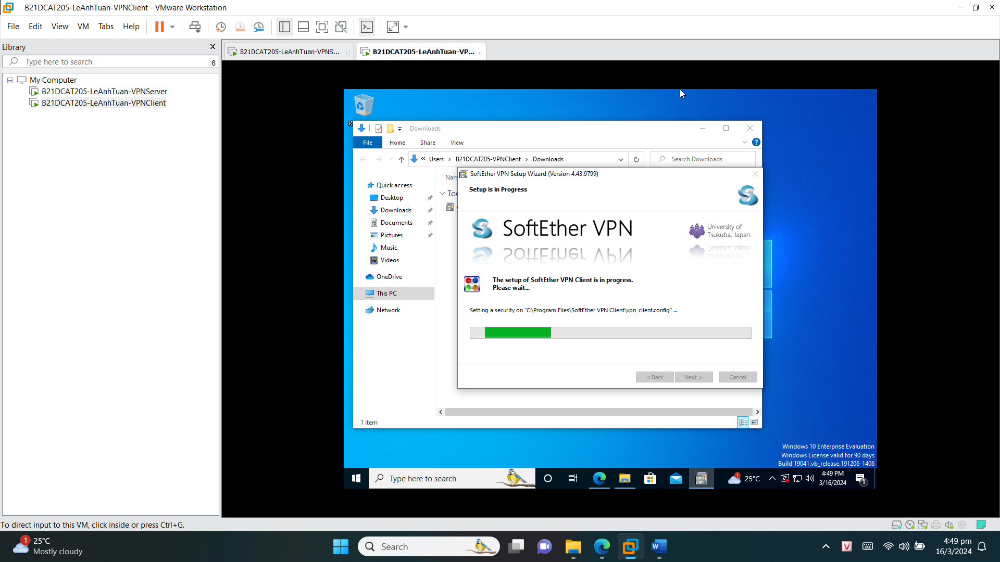 B21DCAT205-LeAnhTuan-VPNClient - VMware Workstation
File Edit View VM Tabs Help
Library
Type here to search
6
My Computer
B21DCAT205-LeAnhTuan-VPNServer
B21DCAT205-LeAnhTuan-VPNClient
B21DCAT205-LeAnhTuan-VPNS...
B21DCAT205-LeAnhTuan-VP...
Downloads
File Home Share View
« Users › B21DCAT205-VPNClient › Downloads
Search Downloads
Quick access
Desktop
Downloads
Documents
Pictures
Music
Videos
OneDrive
This PC
Network
1 item
SoftEther VPN Setup Wizard (Version 4.43.9799)
Setup is in Progress
SoftEther VPN
University of
Tsukuba, Japan.
The setup of SoftEther VPN Client is in progress.
Please wait...
Setting a security on "C:\Program Files\SoftEther VPN Client\vpn_client.config" ...
< Back
Next >
Cancel
Windows 10 Enterprise Evaluation
Windows License valid for 90 days
Build 19041.vb_release.191206-1406
Type here to search
1
25°C
4:49 PM
3/16/2024
1
To direct input to this VM, click inside or press Ctrl+G.
1
25°C
Mostly cloudy
Search
4:49 pm
16/3/2024